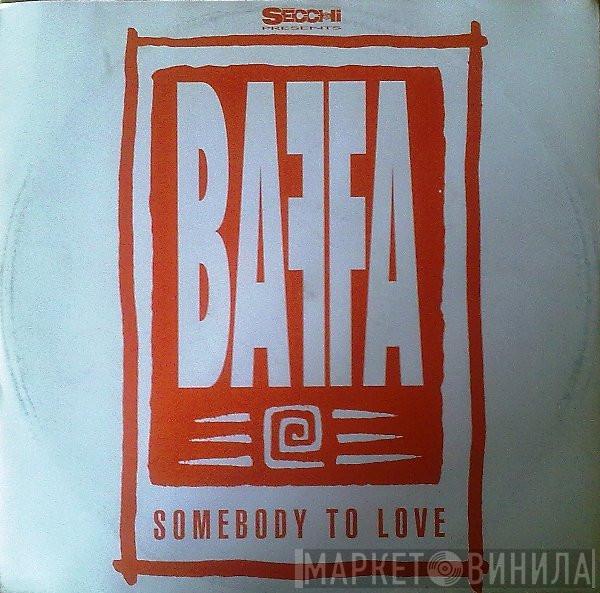 SECCHI
PRESENTS
BAFFA
SOMEBODY TO LOVE
МАРКЕТ ВИНИЛА